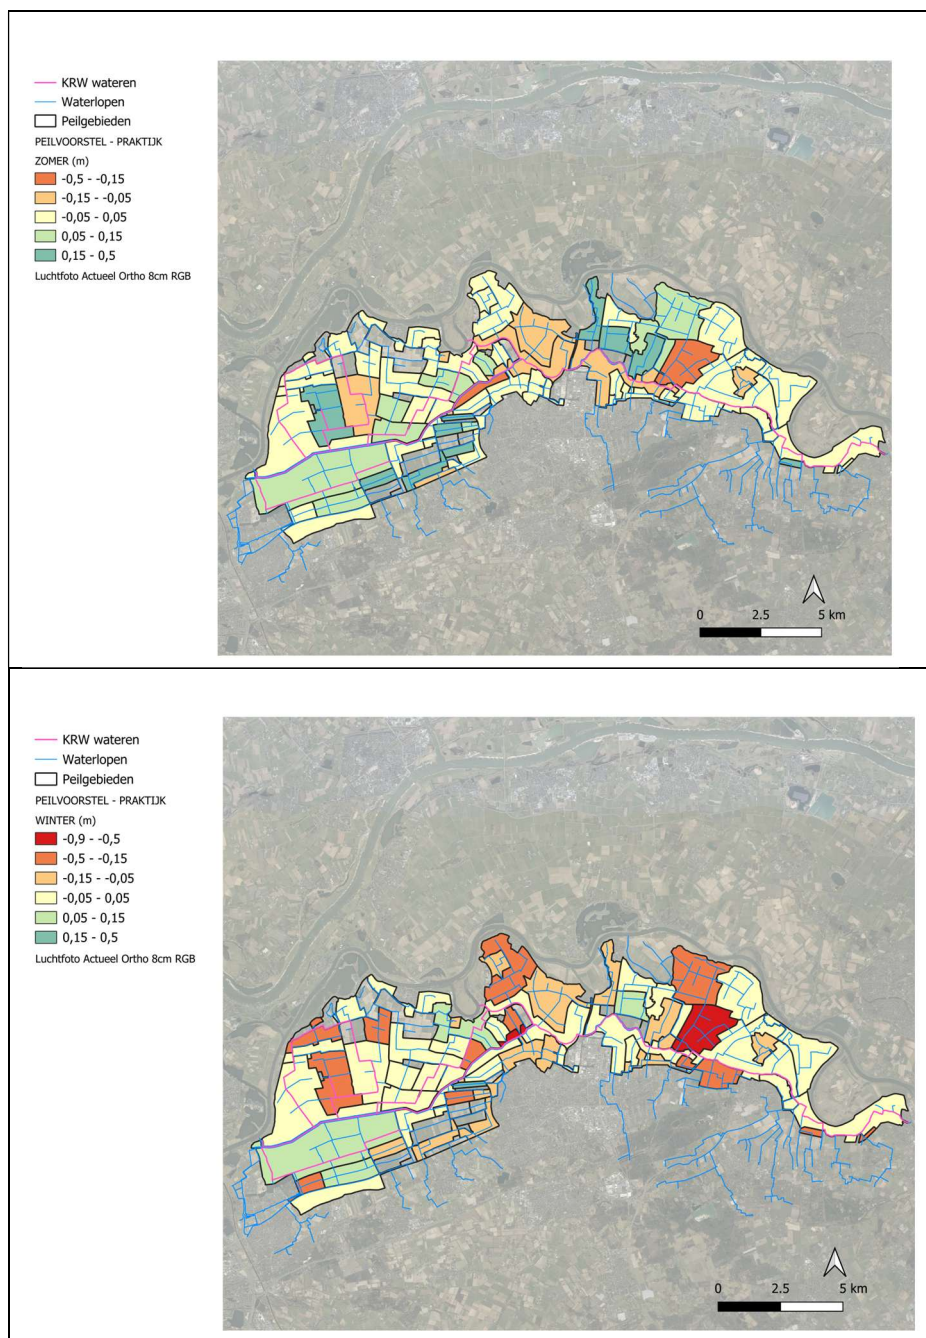 KRW wateren
Waterlopen
Peilgebieden
PEILVOORSTEL - PRAKTIJK
ZOMER (m)
-0,5 - -0,15
-0,15 - -0,05
-0,05 - 0,05
0,05 - 0,15
0,15 - 0,5
Luchtfoto Actueel Ortho 8cm RGB
0 2.5 5 km
KRW wateren
Waterlopen
Peilgebieden
PEILVOORSTEL - PRAKTIJK
WINTER (m)
-0,9 - -0,5
-0,5 - -0,15
-0,15 - -0,05
-0,05 - 0,05
0,05 - 0,15
0,15 - 0,5
Luchtfoto Actueel Ortho 8cm RGB
0 2.5 5 km